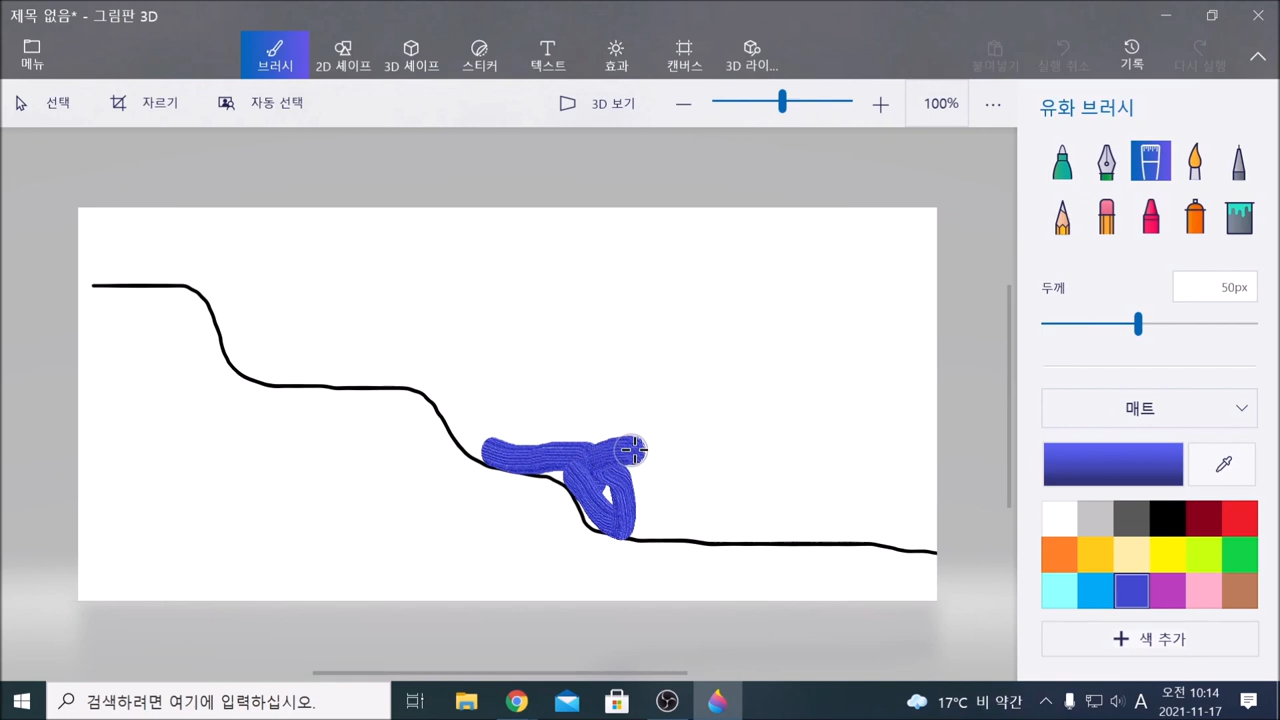 제목 없음* - 그림판 3D
메뉴
브러시
2D 셰이프
3D 셰이프
스티커
텍스트
효과
캔버스
3D 라이...
붙여넣기
실행 취소
기록
다시 실행
선택
자르기
자동 선택
3D 보기
100%
유화 브러시
두께
50px
매트
색 추가
검색하려면 여기에 입력하십시오.
17°C 비 약간
A
오전 10:14
2021-11-17